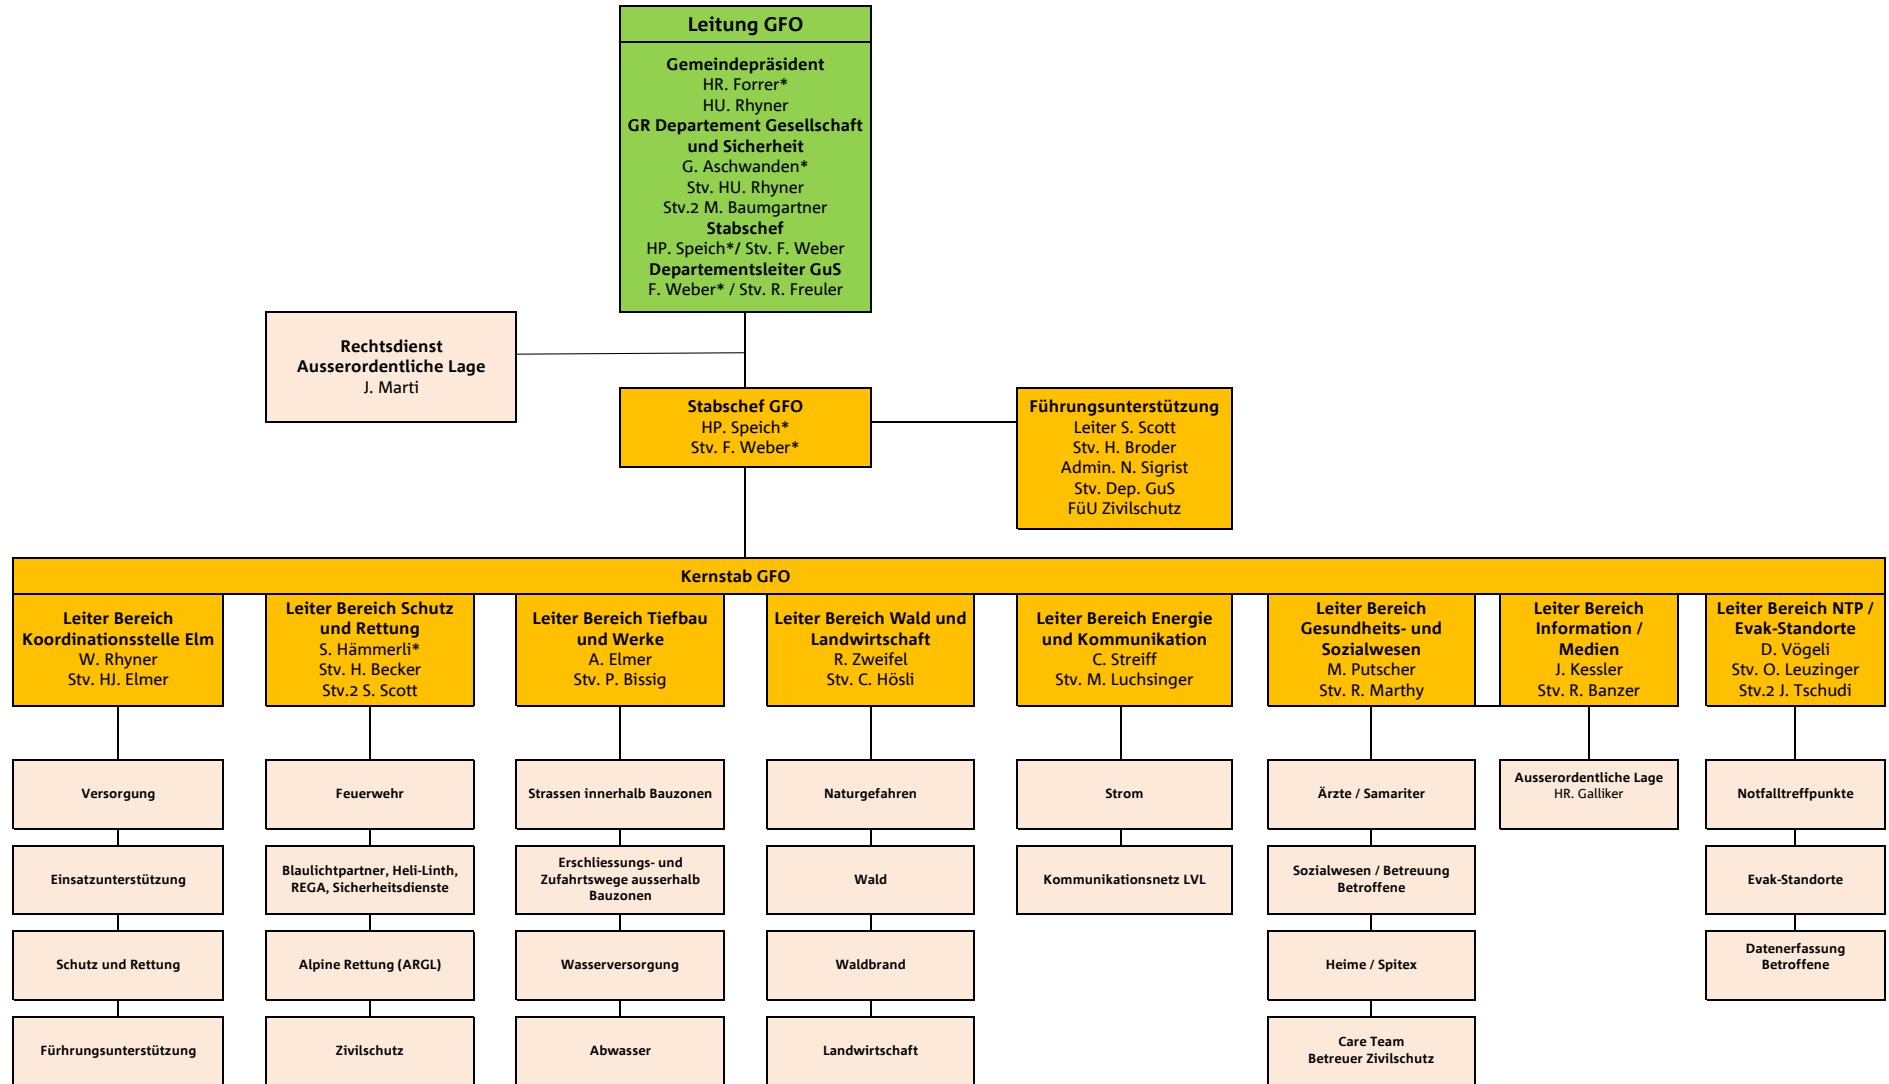 Leitung GFO
Gemeindepräsident
HR. Forrer*
HU. Rhyner
GR Departement Gesellschaft
und Sicherheit
G. Aschwanden*
Stv. HU. Rhyner
Stv.2 M. Baumgartner
Stabschef
HP. Speich*/ Stv. F. Weber
Departementsleiter GuS
F. Weber* / Stv. R. Freuler
Rechtsdienst
Ausserordentliche Lage
J. Marti
Stabschef GFO
HP. Speich*
Stv. F. Weber*
Führungsunterstützung
Leiter S. Scott
Stv. H. Broder
Admin. N. Sigrist
Stv. Dep. GuS
FüU Zivilschutz
Kernstab GFO
Leiter Bereich
Koordinationsstelle Elm
W. Rhyner
Stv. HJ. Elmer
Leiter Bereich Schutz
und Rettung
S. Hämmerli*
Stv. H. Becker
Stv.2 S. Scott
Leiter Bereich Tiefbau
und Werke
A. Elmer
Stv. P. Bissig
Leiter Bereich Wald und
Landwirtschaft
R. Zweifel
Stv. C. Hösli
Leiter Bereich Energie
und Kommunikation
C. Streiff
Stv. M. Luchsinger
Leiter Bereich
Gesundheits- und
Sozialwesen
M. Putscher
Stv. R. Marthy
Leiter Bereich
Information /
Medien
J. Kessler
Stv. R. Banzer
Leiter Bereich NTP /
Evak-Standorte
D. Vögeli
Stv. O. Leuzinger
Stv.2 J. Tschudi
Versorgung
Feuerwehr
Strassen innerhalb Bauzonen
Naturgefahren
Strom
Ärzte / Samariter
Ausserordentliche Lage
HR. Galliker
Notfalltreffpunkte
Einsatzunterstützung
Blaulichtpartner, Heli-Linth,
REGA, Sicherheitsdienste
Erschliessungs- und
Zufahrtswege ausserhalb
Bauzonen
Wald
Kommunikationsnetz LVL
Sozialwesen / Betreuung
Betroffene
Evak-Standorte
Schutz und Rettung
Alpine Rettung (ARGL)
Wasserversorgung
Waldbrand
Heime / Spitex
Datenerfassung
Betroffene
Fürhrungsunterstützung
Zivilschutz
Abwasser
Landwirtschaft
Care Team
Betreuer Zivilschutz